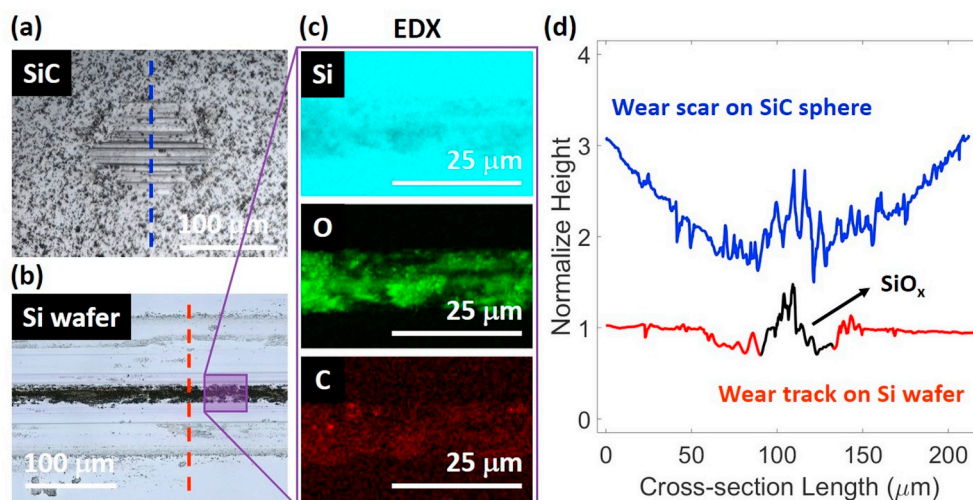 (a)
SiC
100 μm
(b)
Si wafer
100 μm
(c)
EDX
Si
25 μm
O
25 μm
C
25 μm
(d)
4
3
2
1
0
Normalize Height
Wear scar on SiC sphere
SiOx
Wear track on Si wafer
0 50 100 150 200
Cross-section Length (μm)